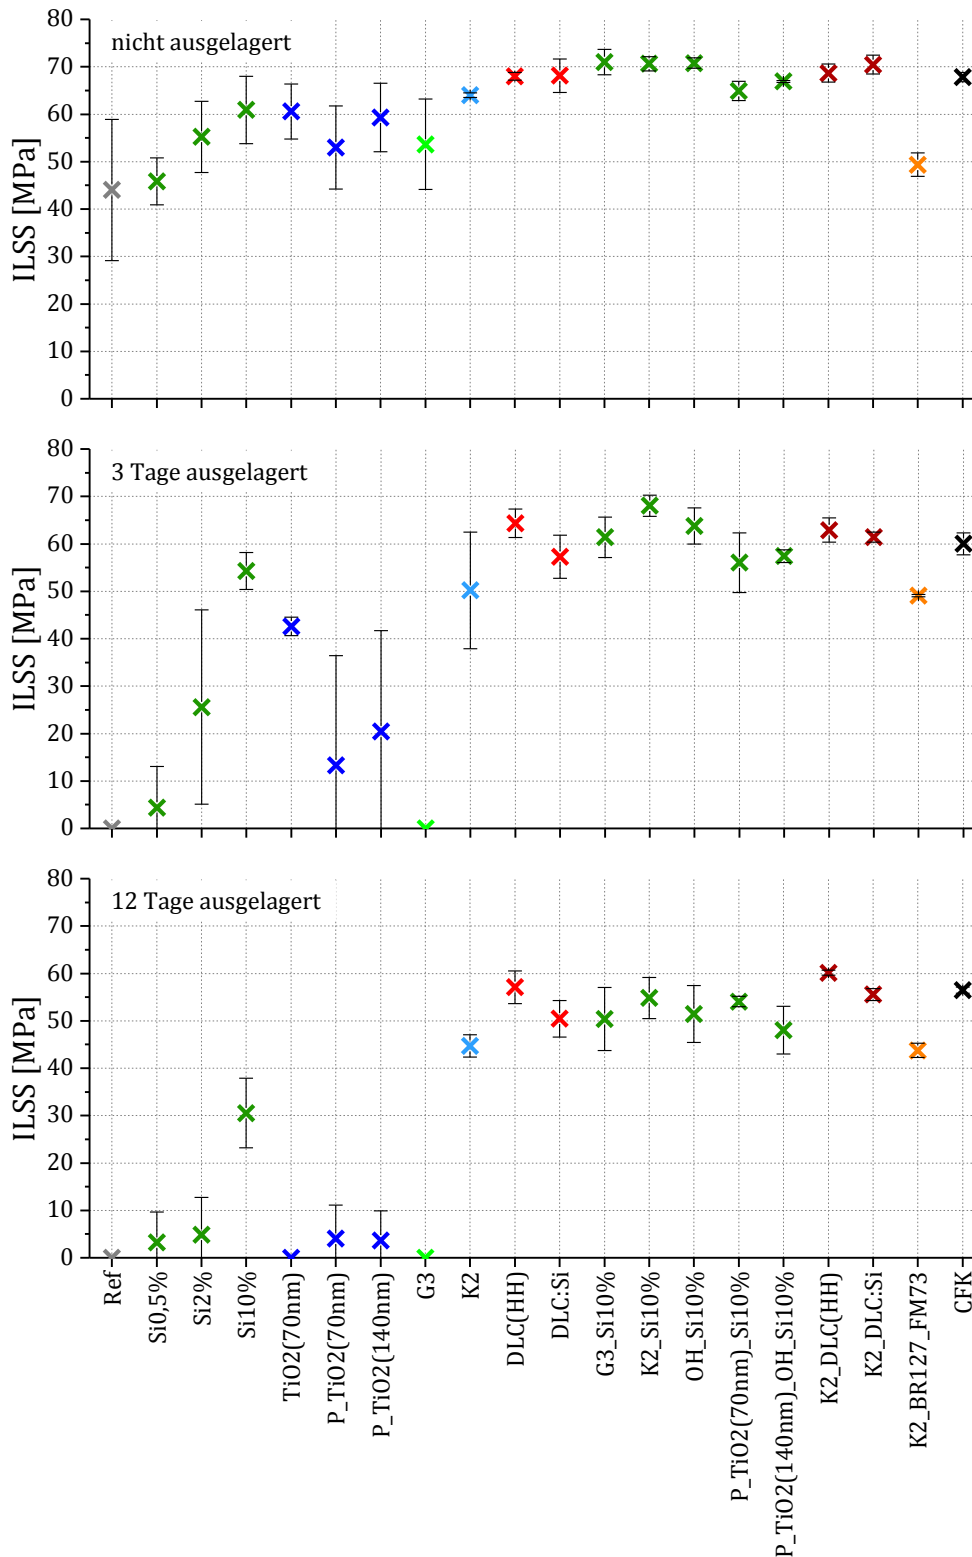 nicht ausgelagert
ILSS [MPa]
80
70
60
50
40
30
20
10
0
3 Tage ausgelagert
ILSS [MPa]
80
70
60
50
40
30
20
10
0
12 Tage ausgelagert
ILSS [MPa]
80
70
60
50
40
30
20
10
0
Ref
Si0,5%
Si2%
Si10%
TiO2(70nm)
P_TiO2(70nm)
P_TiO2(140nm)
G3
K2
DLC(HH)
DLC:Si
G3_Si10%
K2_Si10%
OH_Si10%
P_TiO2(70nm)_Si10%
P_TiO2(140nm)_OH_Si10%
K2_DLC(HH)
K2_DLC:Si
K2_BR127_FM73
CFK